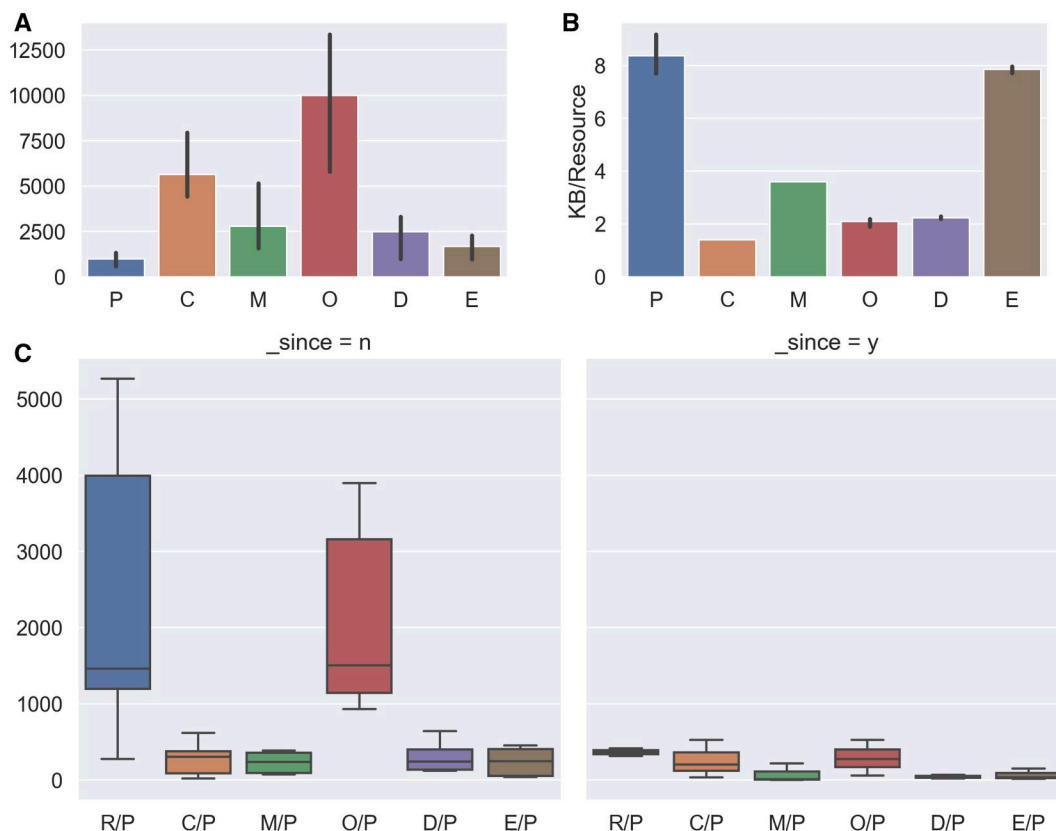 A
12500
10000
7500
5000
2500
0
P C M O D E
B
KB/Resource
8
6
4
2
0
P C M O D E
C
_since = n
_since = y
5000
4000
3000
2000
1000
0
R/P C/P M/P O/P D/P E/P
R/P C/P M/P O/P D/P E/P